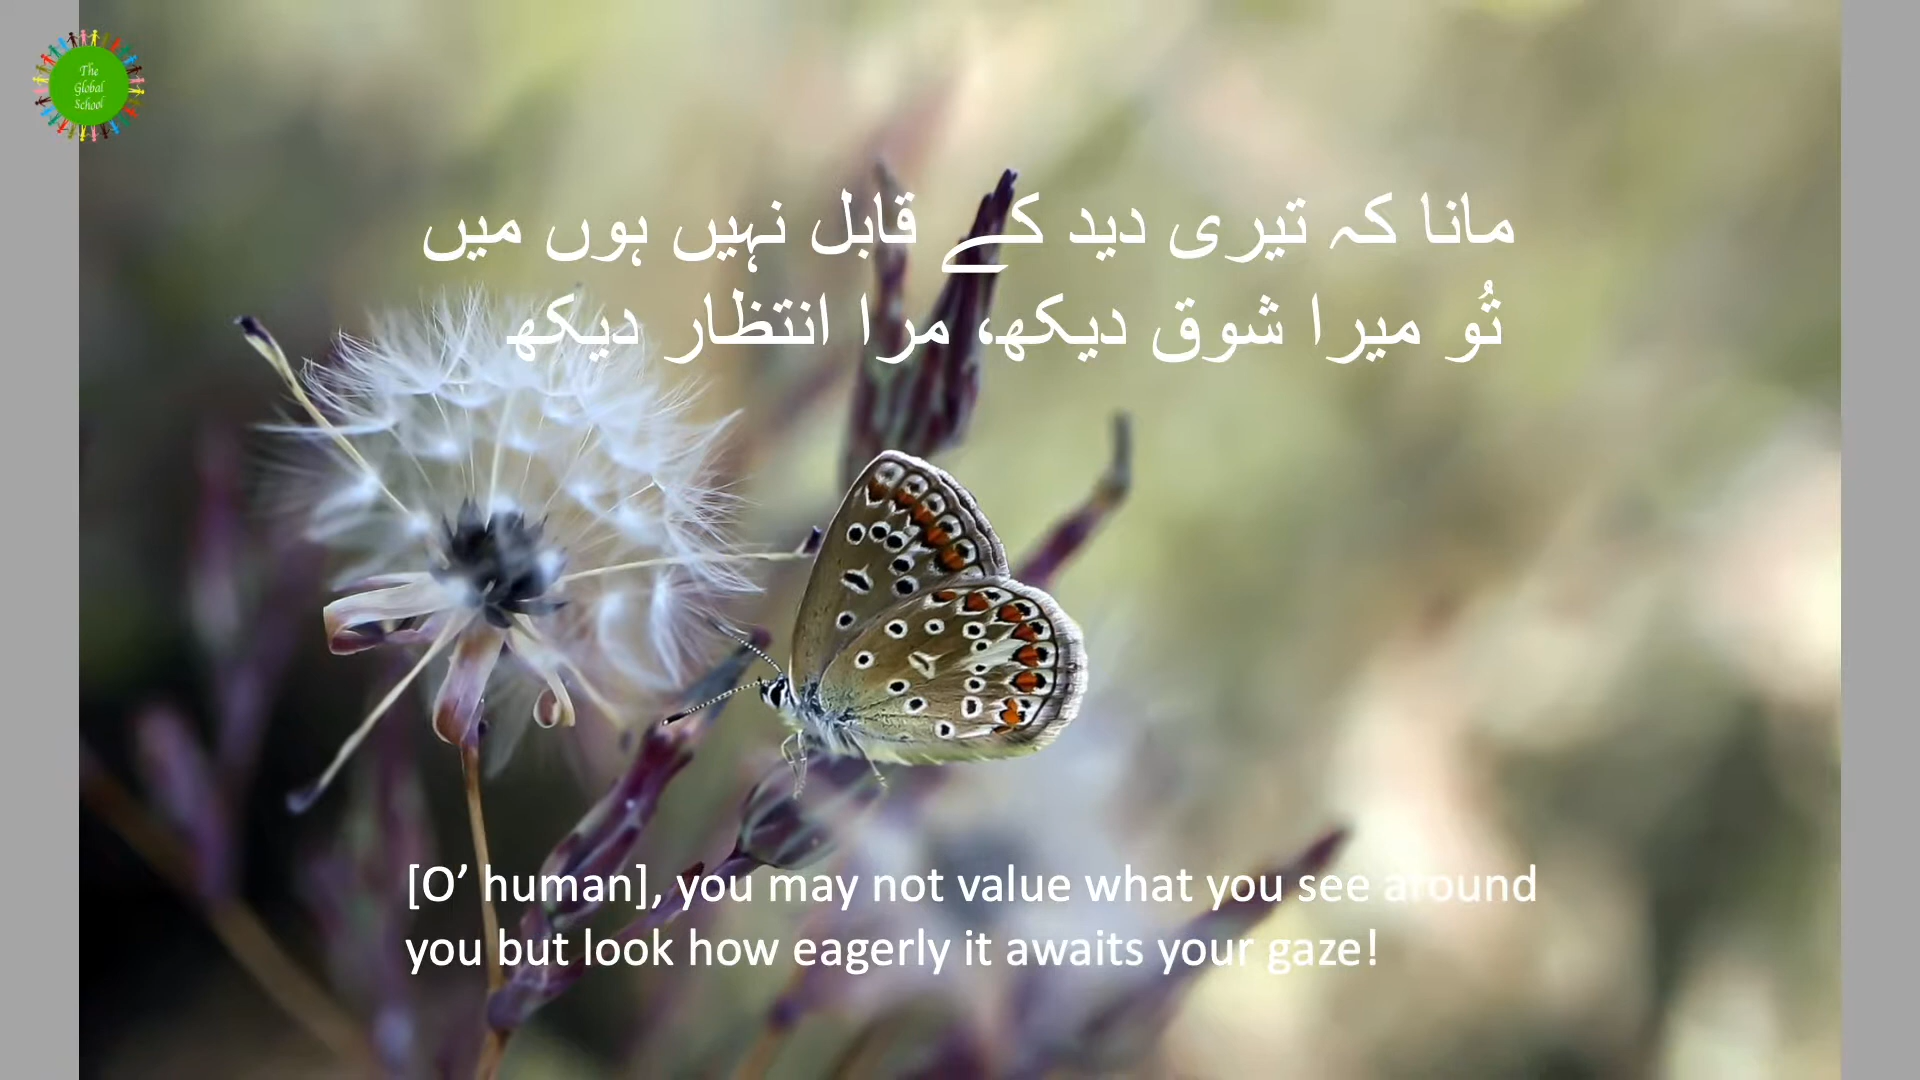 The
Global
School
مانا کہ تیری دید کے قابل نہیں ہوں میں
تُو میرا شوق دیکھ، مرا انتظار دیکھ
[O’ human], you may not value what you see around
you but look how eagerly it awaits your gaze!